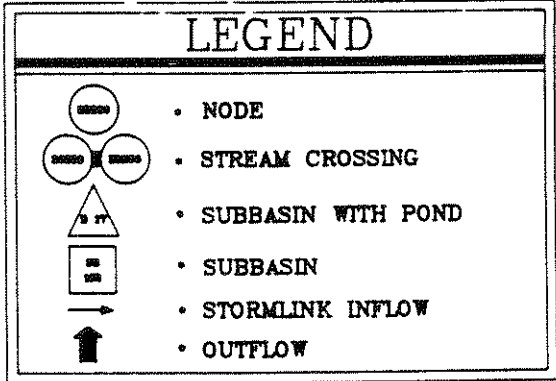 LEGEND
• NODE
• STREAM CROSSING
• SUBBASIN WITH POND
• SUBBASIN
• STORMLINK INFLOW
• OUTFLOW